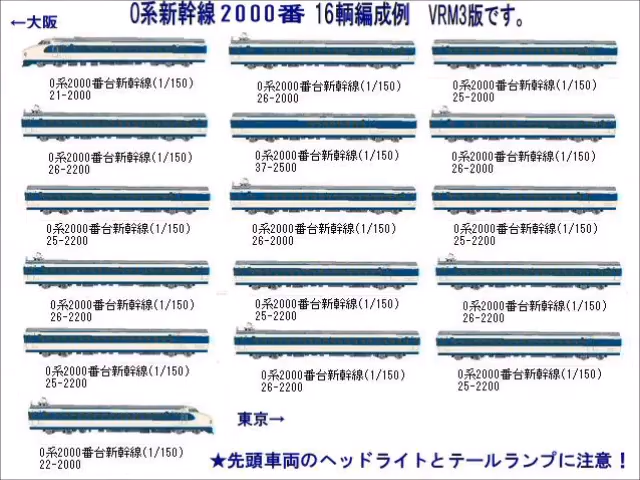 0系新幹線2000番 16輌編成例 VRM3版です。
←大阪
0系2000番台新幹線(1/150)
21-2000
0系2000番台新幹線(1/150)
26-2000
0系2000番台新幹線(1/150)
25-2000
0系2000番台新幹線(1/150)
26-2200
0系2000番台新幹線(1/150)
37-2500
0系2000番台新幹線(1/150)
26-2000
0系2000番台新幹線(1/150)
25-2200
0系2000番台新幹線(1/150)
26-2000
0系2000番台新幹線(1/150)
25-2200
0系2000番台新幹線(1/150)
26-2200
0系2000番台新幹線(1/150)
25-2200
0系2000番台新幹線(1/150)
26-2200
0系2000番台新幹線(1/150)
25-2200
0系2000番台新幹線(1/150)
26-2200
0系2000番台新幹線(1/150)
25-2200
東京→
0系2000番台新幹線(1/150)
22-2000
★先頭車両のヘッドライトとテールランプに注意！